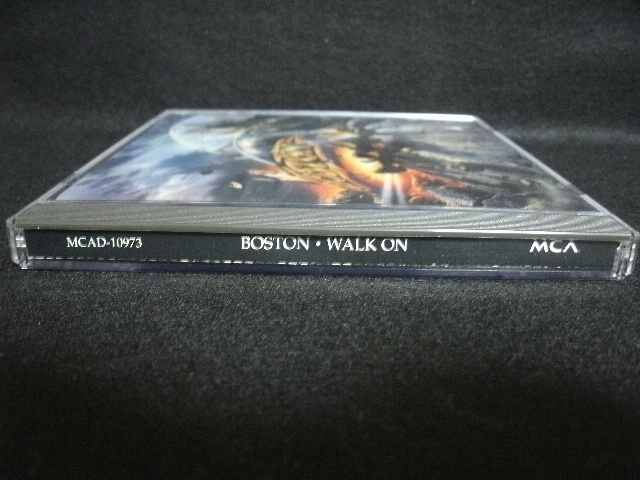 MCAD-10973 BOSTON • WALK ON MCA